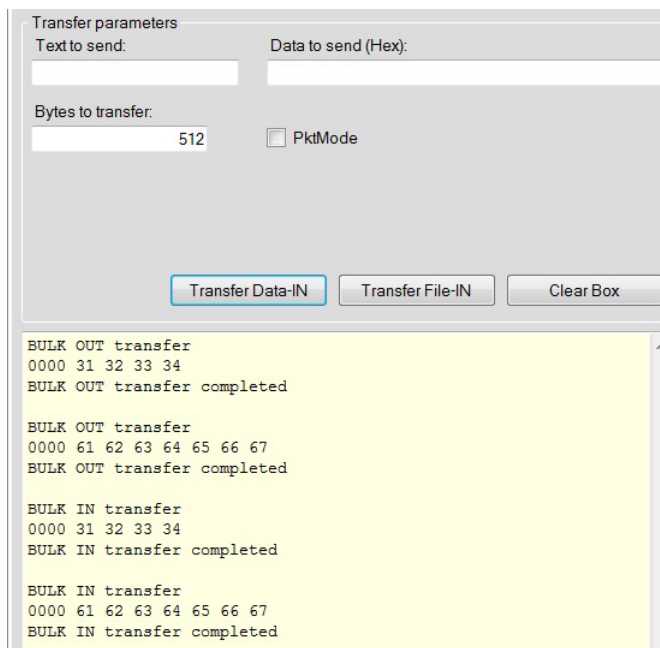 Transfer parameters
Text to send: Data to send (Hex):
Bytes to transfer:
512 PktMode
Transfer Data-IN Transfer File-IN Clear Box
BULK OUT transfer
0000 31 32 33 34
BULK OUT transfer completed
BULK OUT transfer
0000 61 62 63 64 65 66 67
BULK OUT transfer completed
BULK IN transfer
0000 31 32 33 34
BULK IN transfer completed
BULK IN transfer
0000 61 62 63 64 65 66 67
BULK IN transfer completed